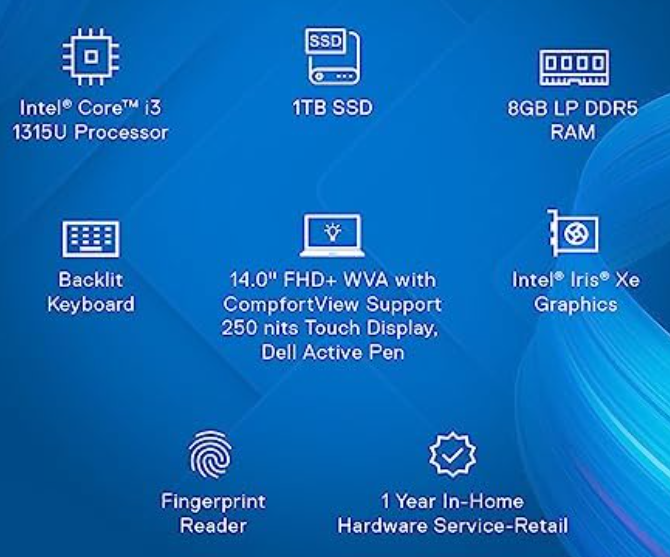 SSD
Intel® Core™ i3
1315U Processor
1TB SSD
8GB LP DDR5
RAM
Backlit
Keyboard
14.0" FHD+ WVA with
CompfortView Support
250 nits Touch Display,
Dell Active Pen
Intel® Iris® Xe
Graphics
Fingerprint
Reader
1 Year In-Home
Hardware Service-Retail